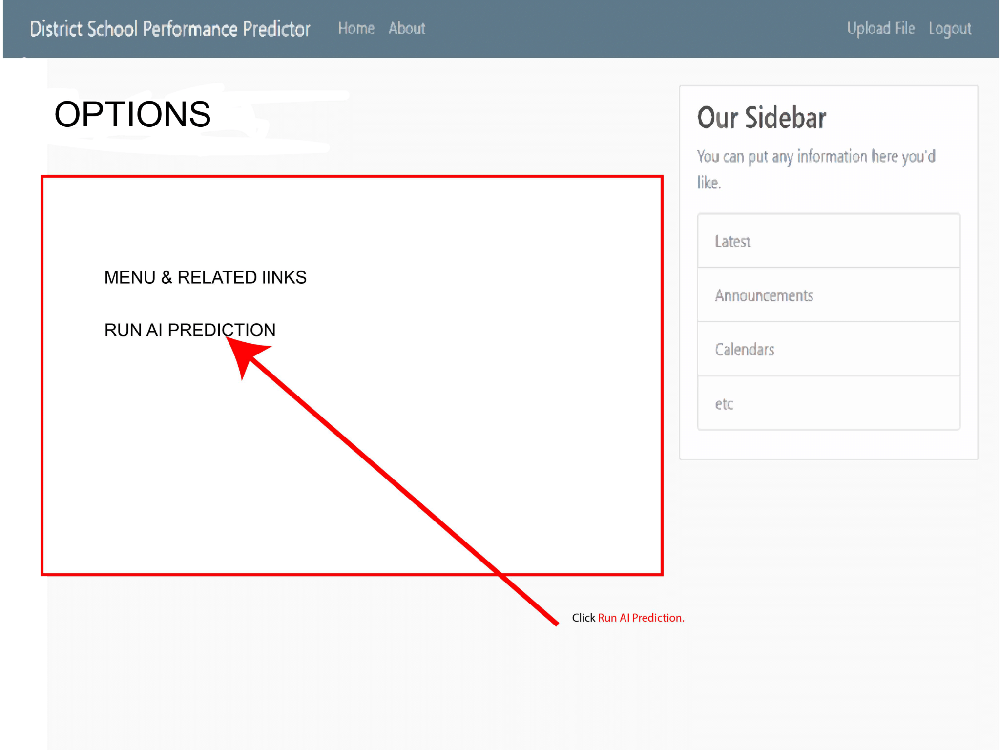 District School Performance Predictor Home About Upload File Logout
OPTIONS
MENU & RELATED IINKS
RUN AI PREDICTION
Our Sidebar
You can put any information here you'd
like.
Latest
Announcements
Calendars
etc
Click Run AI Prediction.